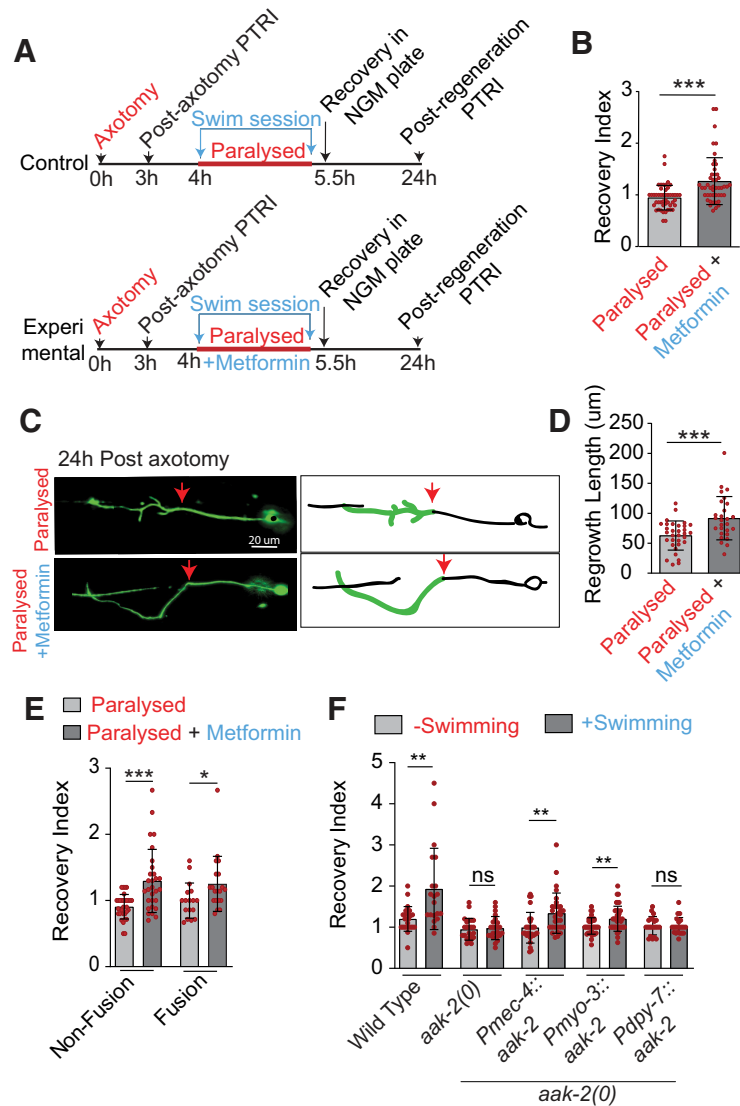 A
Axotomy
Post-axotomy PTRI
Recovery in
NGM plate
Post-regeneration
PTRI
Swim session
Control
Paralysed
0h
3h
4h
5.5h
24h
Axotomy
Post-axotomy PTRI
Recovery in
NGM plate
Post-regeneration
PTRI
Swim session
Experi
mental
Paralysed
+Metformin
0h
3h
4h
5.5h
24h
B
Recovery Index
3
2
1
0
***
Paralysed
Paralysed +
Metformin
C
24h Post axotomy
Paralysed
20 um
Paralysed
+Metformin
D
Regrowth Length (um)
250
200
150
100
50
0
***
Paralysed
Paralysed +
Metformin
E
Paralysed
Paralysed + Metformin
Recovery Index
3
2
1
0
***
*
Non-Fusion
Fusion
F
-Swimming
+Swimming
Recovery Index
5
4
3
2
1
0
**
ns
**
**
ns
Wild Type
aak-2(0)
Pmec-4::
aak-2
Pmyo-3::
aak-2
Pdpy-7::
aak-2
aak-2(0)